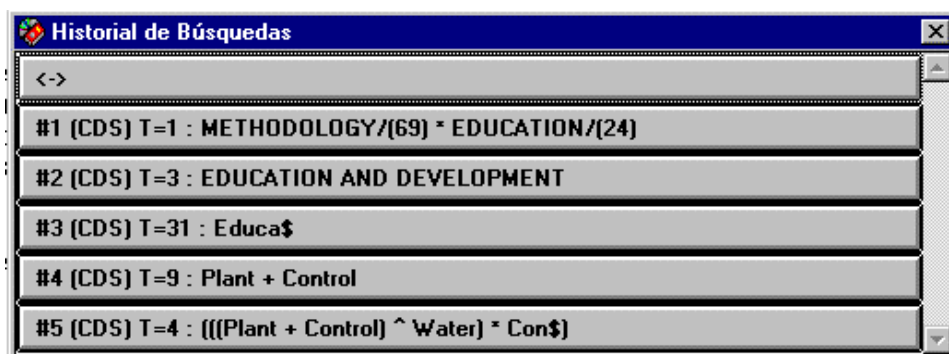 Historial de Búsquedas
<->
#1 (CDS) T=1 : METHODOLOGY/(69) * EDUCATION/(24)
#2 (CDS) T=3 : EDUCATION AND DEVELOPMENT
#3 (CDS) T=31 : Educa$
#4 (CDS) T=9 : Plant + Control
#5 (CDS) T=4 : (((Plant + Control) ^ Water) * Con$)